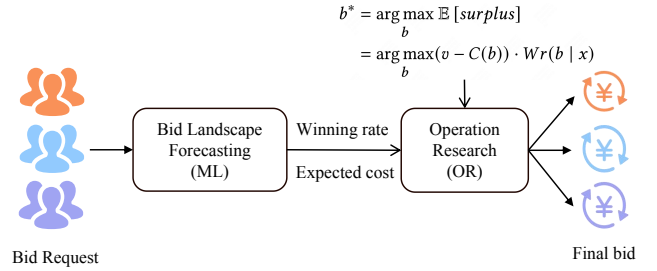 b* = arg max 𝔼 [surplus]
b
= arg max(v − C(b)) · Wr(b | x)
b
¥
Bid Landscape
Forecasting
(ML)
Winning rate
Expected cost
Operation
Research
(OR)
¥
¥
Bid Request
Final bid